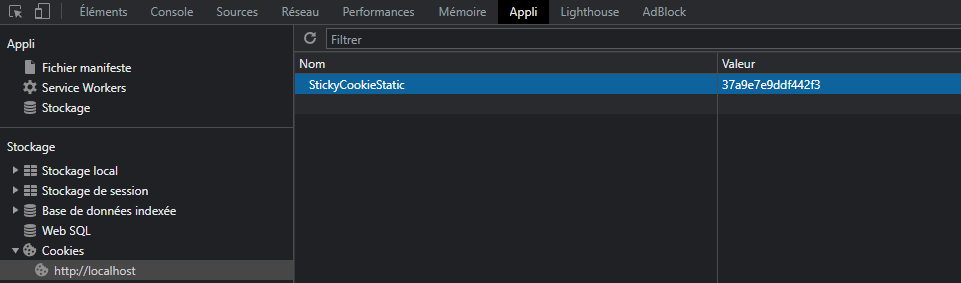 Éléments Console Sources Réseau Performances Mémoire Appli Lighthouse AdBlock
Appli
Fichier manifeste
Service Workers
Stockage
Stockage
Stockage local
Stockage de session
Base de données indexée
Web SQL
Cookies
http://localhost
Filtrer
Nom Valeur
StickyCookieStatic 37a9e7e9ddf442f3